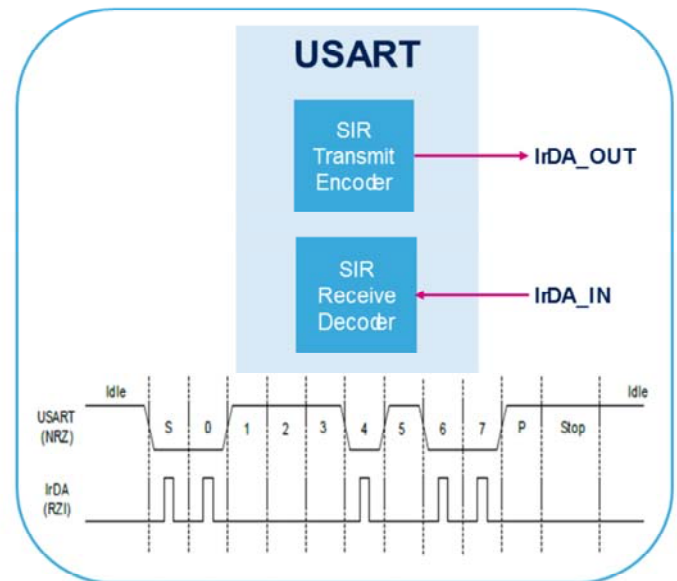 USART
SIR
Transmit
Encoder
IrDA_OUT
SIR
Receive
Decoder
IrDA_IN
Idle
Idle
USART
(NRZ)
S 0 1 2 3 4 5 6 7 P Stop
IrDA
(RZI)